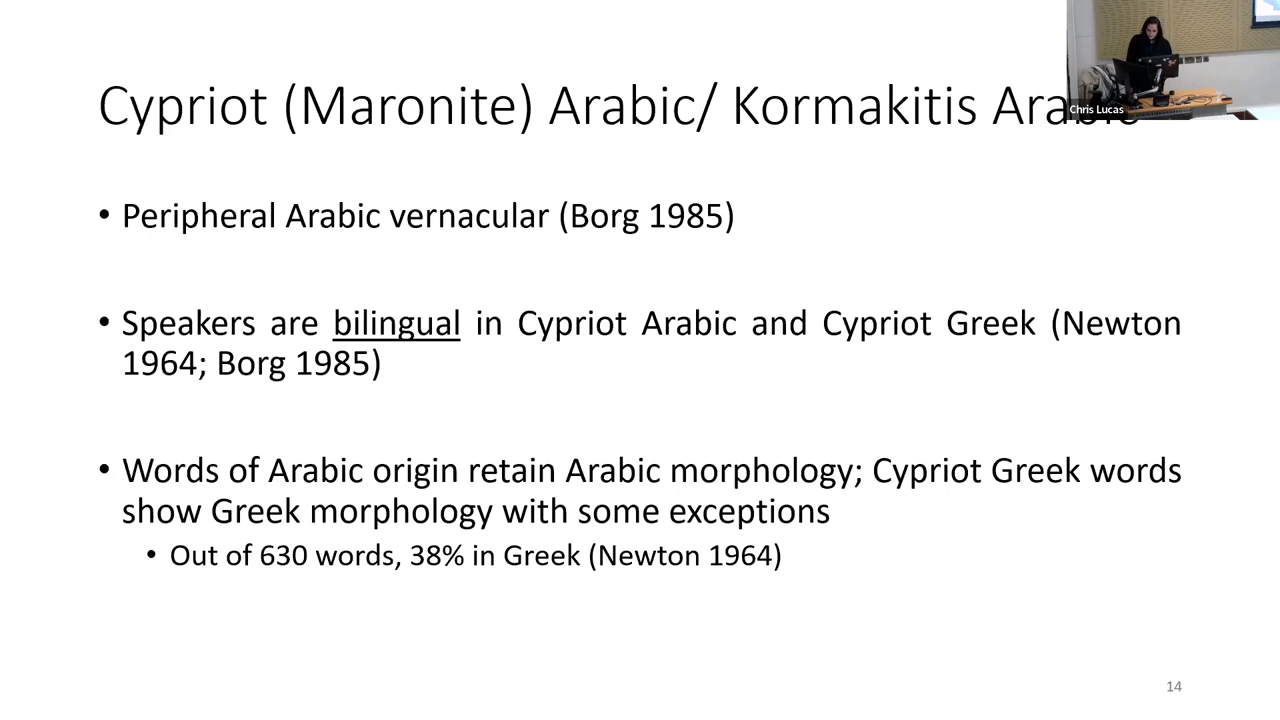 Cypriot (Maronite) Arabic/ Kormakitis Arabic
Chris Lucas
• Peripheral Arabic vernacular (Borg 1985)
• Speakers are bilingual in Cypriot Arabic and Cypriot Greek (Newton
1964; Borg 1985)
• Words of Arabic origin retain Arabic morphology; Cypriot Greek words
show Greek morphology with some exceptions
• Out of 630 words, 38% in Greek (Newton 1964)
14